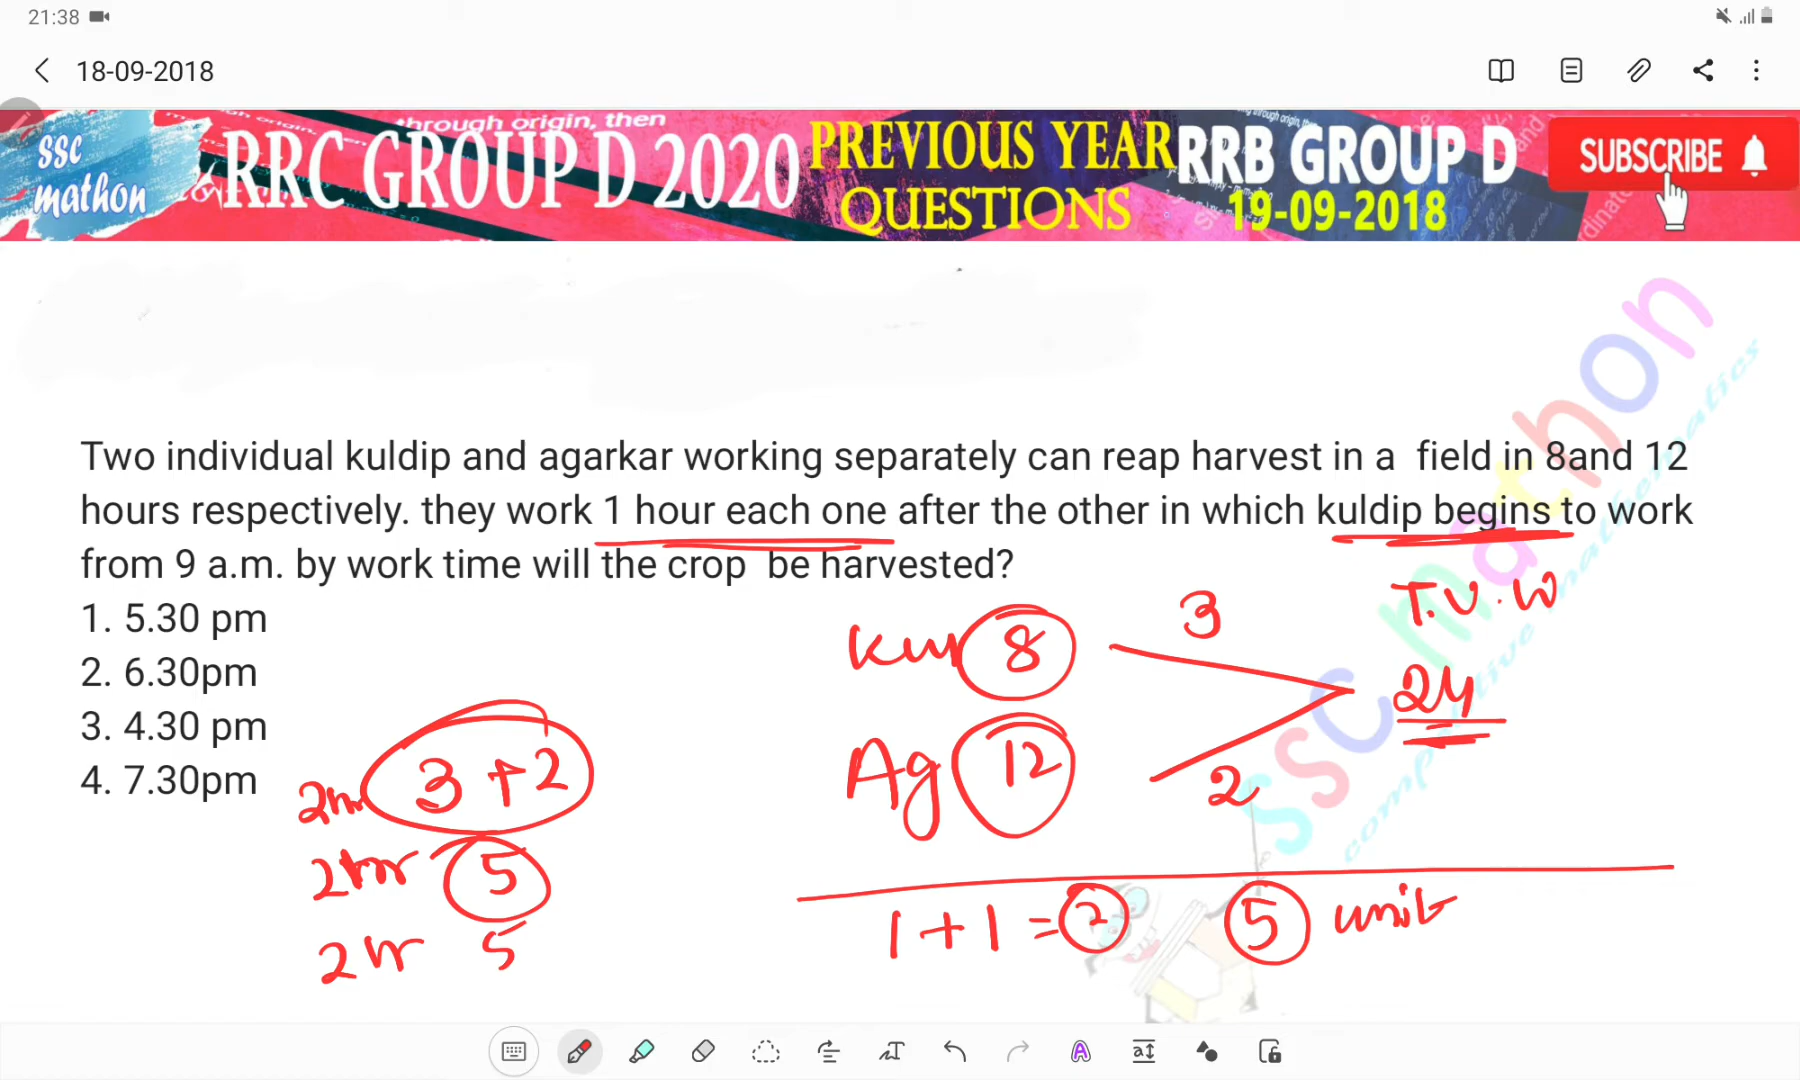 21:38
18-09-2018
through origin, then
ssc
mathon
RRC GROUP D 2020
PREVIOUS YEAR
QUESTIONS
RRB GROUP D
19-09-2018
SUBSCRIBE
Two individual kuldip and agarkar working separately can reap harvest in a field in 8and 12
hours respectively. they work 1 hour each one after the other in which kuldip begins to work
from 9 a.m. by work time will the crop be harvested?
1. 5.30 pm
2. 6.30pm
3. 4.30 pm
4. 7.30pm
T.U.W
Kul 8 3
24
Ag 12 2
2hr 3 + 2
2hr 5
2hr 5
1 + 1 = 2 5 unit
SSC mathon
competitive mathematics